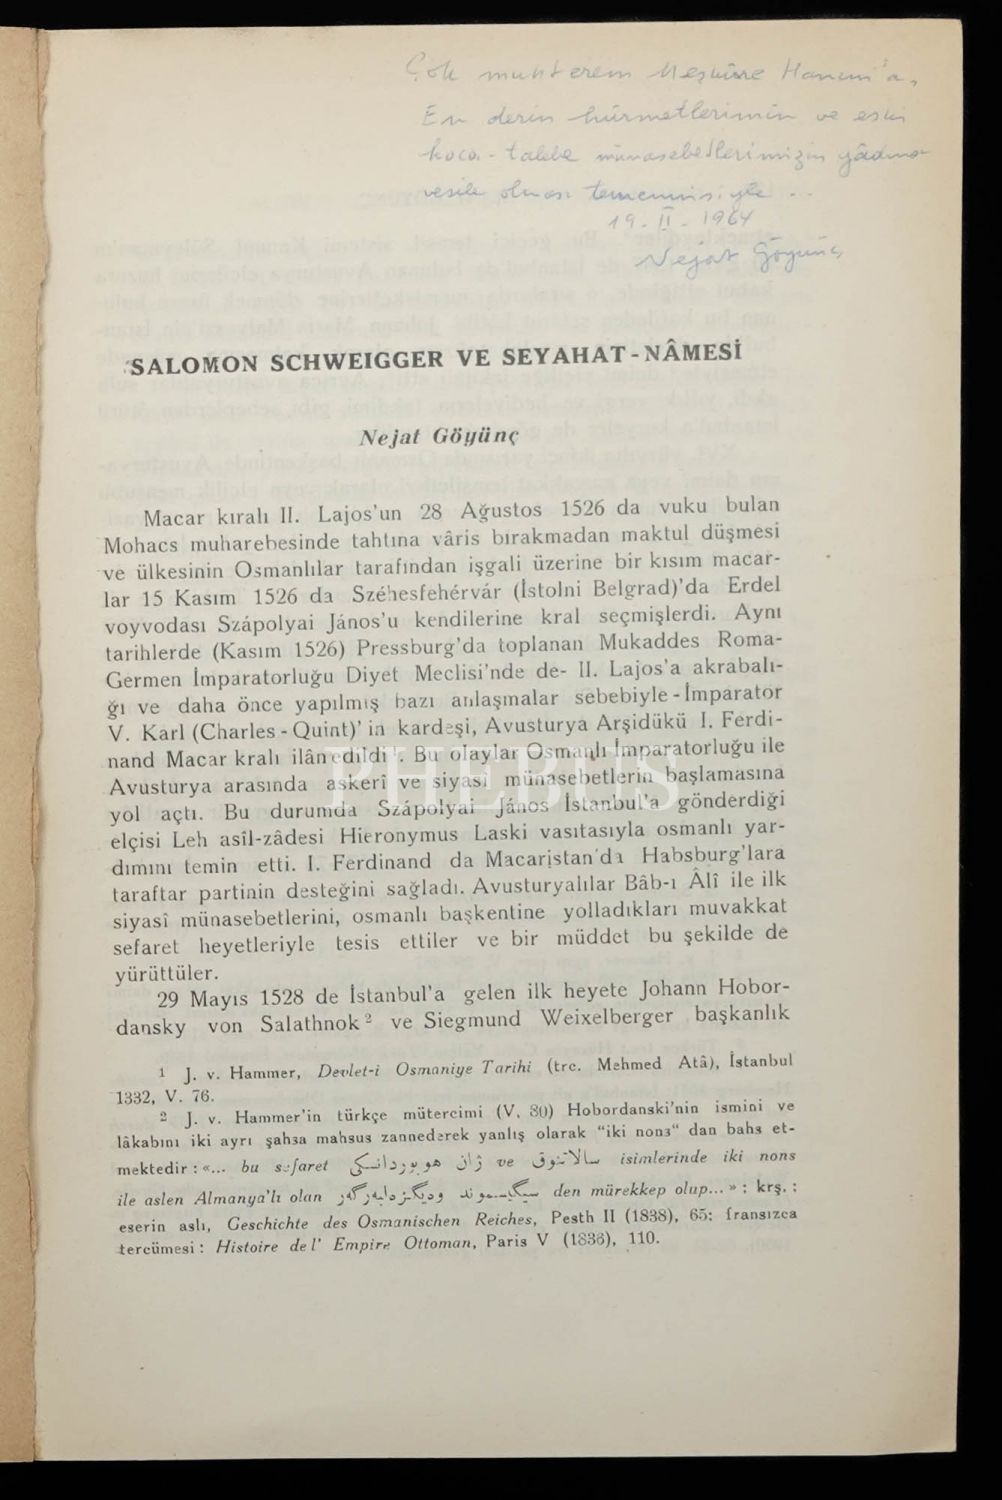 Çok muhterem Meşkûre Hanım'a,
En derin hürmetlerimin ve eski
hoca-talebe münasebetlerimizin yâdına
vesile olması temennisiyle ...
19-II-1964
Nejat Göyünç
SALOMON SCHWEIGGER VE SEYAHAT-NÂMESİ
Nejat Göyünç
Macar kıralı II. Lajos'un 28 Ağustos 1526 da vuku bulan
Mohacs muharebesinde tahtına vâris bırakmadan maktul düşmesi
ve ülkesinin Osmanlılar tarafından işgali üzerine bir kısım macar-
lar 15 Kasım 1526 da Széhesfehérvár (İstolni Belgrad)'da Erdel
voyvodası Szápolyai János'u kendilerine kral seçmişlerdi. Aynı
tarihlerde (Kasım 1526) Pressburg'da toplanan Mukaddes Roma-
Germen İmparatorluğu Diyet Meclisi'nde de- II. Lajos'a akrabalı-
ğı ve daha önce yapılmış bazı anlaşmalar sebebiyle - İmparator
V. Karl (Charles - Quint)' in kardeşi, Avusturya Arşidükü I. Ferdi-
nand Macar kralı ilân edildi¹. Bu olaylar Osmanlı İmparatorluğu ile
Avusturya arasında askerî ve siyasî münasebetlerin başlamasına
yol açtı. Bu durumda Szápolyai János İstanbul'a gönderdiği
elçisi Leh asîl-zâdesi Hieronymus Laski vasıtasıyla osmanlı yar-
dımını temin etti. I. Ferdinand da Macaristan'da Habsburg'lara
taraftar partinin desteğini sağladı. Avusturyalılar Bâb-ı Âlî ile ilk
siyasî münasebetlerini, osmanlı başkentine yolladıkları muvakkat
sefaret heyetleriyle tesis ettiler ve bir müddet bu şekilde de
yürüttüler.
29 Mayıs 1528 de İstanbul'a gelen ilk heyete Johann Hobor-
dansky von Salathnok ² ve Siegmund Weixelberger başkanlık
1 J. v. Hammer, Devlet-i Osmaniye Tarihi (trc. Mehmed Atâ), İstanbul
1332, V. 76.
2 J. v. Hammer'in türkçe mütercimi (V, 80) Hobordanski'nin ismini ve
lâkabını iki ayrı şahsa mahsus zannederek yanlış olarak "iki nons" dan bahs et-
mektedir : «... bu sefaret ژان هوبوردانسكى ve سالاتنوق isimlerinde iki nons
ile aslen Almanya'lı olan سيگيسموند وديگزدلبرگر den mürekkep olup... » ; krş. :
eserin aslı, Geschichte des Osmanischen Reiches, Pesth II (1838), 65; fransızca
tercümesi : Histoire de l' Empire Ottoman, Paris V (1836), 110.
PHEBUS